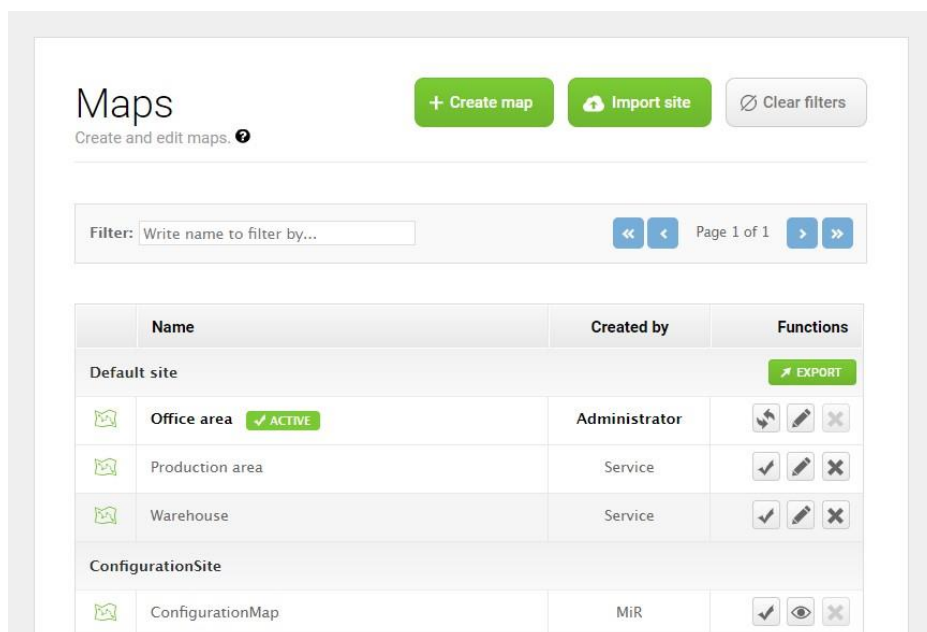 Maps
+ Create map
Import site
Clear filters
Create and edit maps. ?
Filter: Write name to filter by...
« ‹ Page 1 of 1 › »
Name Created by Functions
Default site EXPORT
Office area ACTIVE Administrator
Production area Service
Warehouse Service
ConfigurationSite
ConfigurationMap MiR